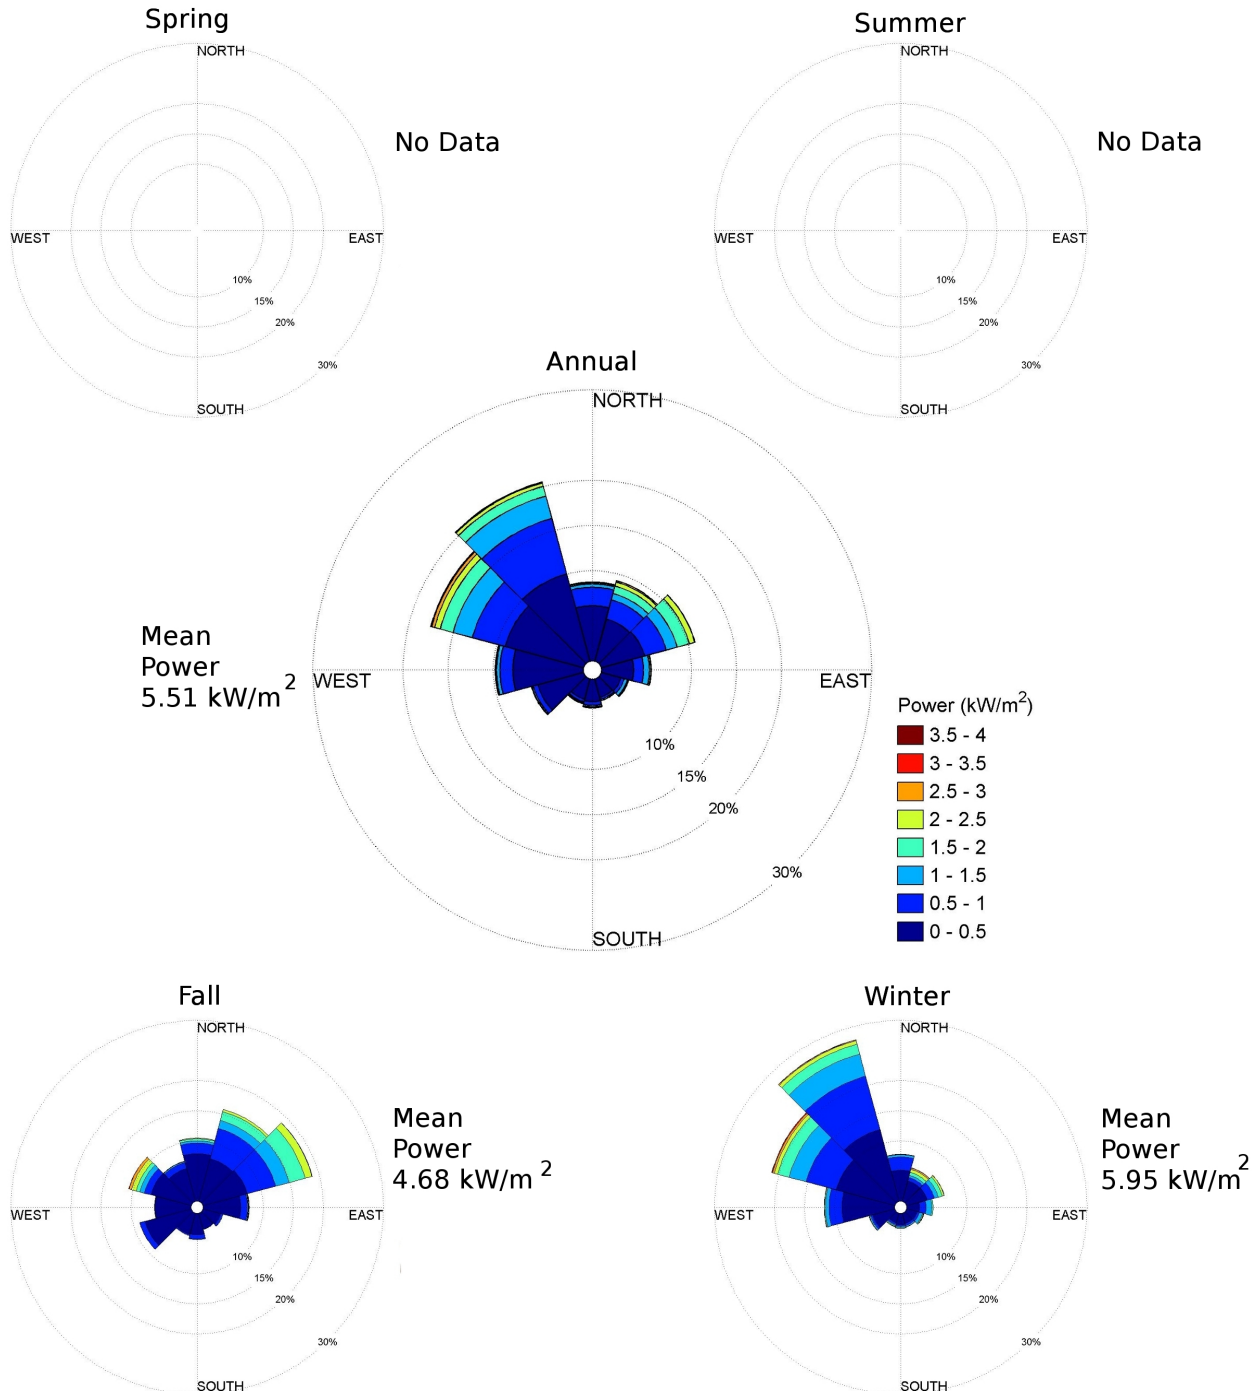 Spring
NORTH
No Data
WEST
EAST
10%
15%
20%
30%
SOUTH
Summer
NORTH
No Data
WEST
EAST
10%
15%
20%
30%
SOUTH
Annual
NORTH
Mean
Power
5.51 kW/m²
WEST
EAST
10%
15%
20%
30%
SOUTH
Power (kW/m²)
3.5 - 4
3 - 3.5
2.5 - 3
2 - 2.5
1.5 - 2
1 - 1.5
0.5 - 1
0 - 0.5
Fall
NORTH
Mean
Power
4.68 kW/m²
WEST
EAST
10%
15%
20%
30%
SOUTH
Winter
NORTH
Mean
Power
5.95 kW/m²
WEST
EAST
10%
15%
20%
30%
SOUTH